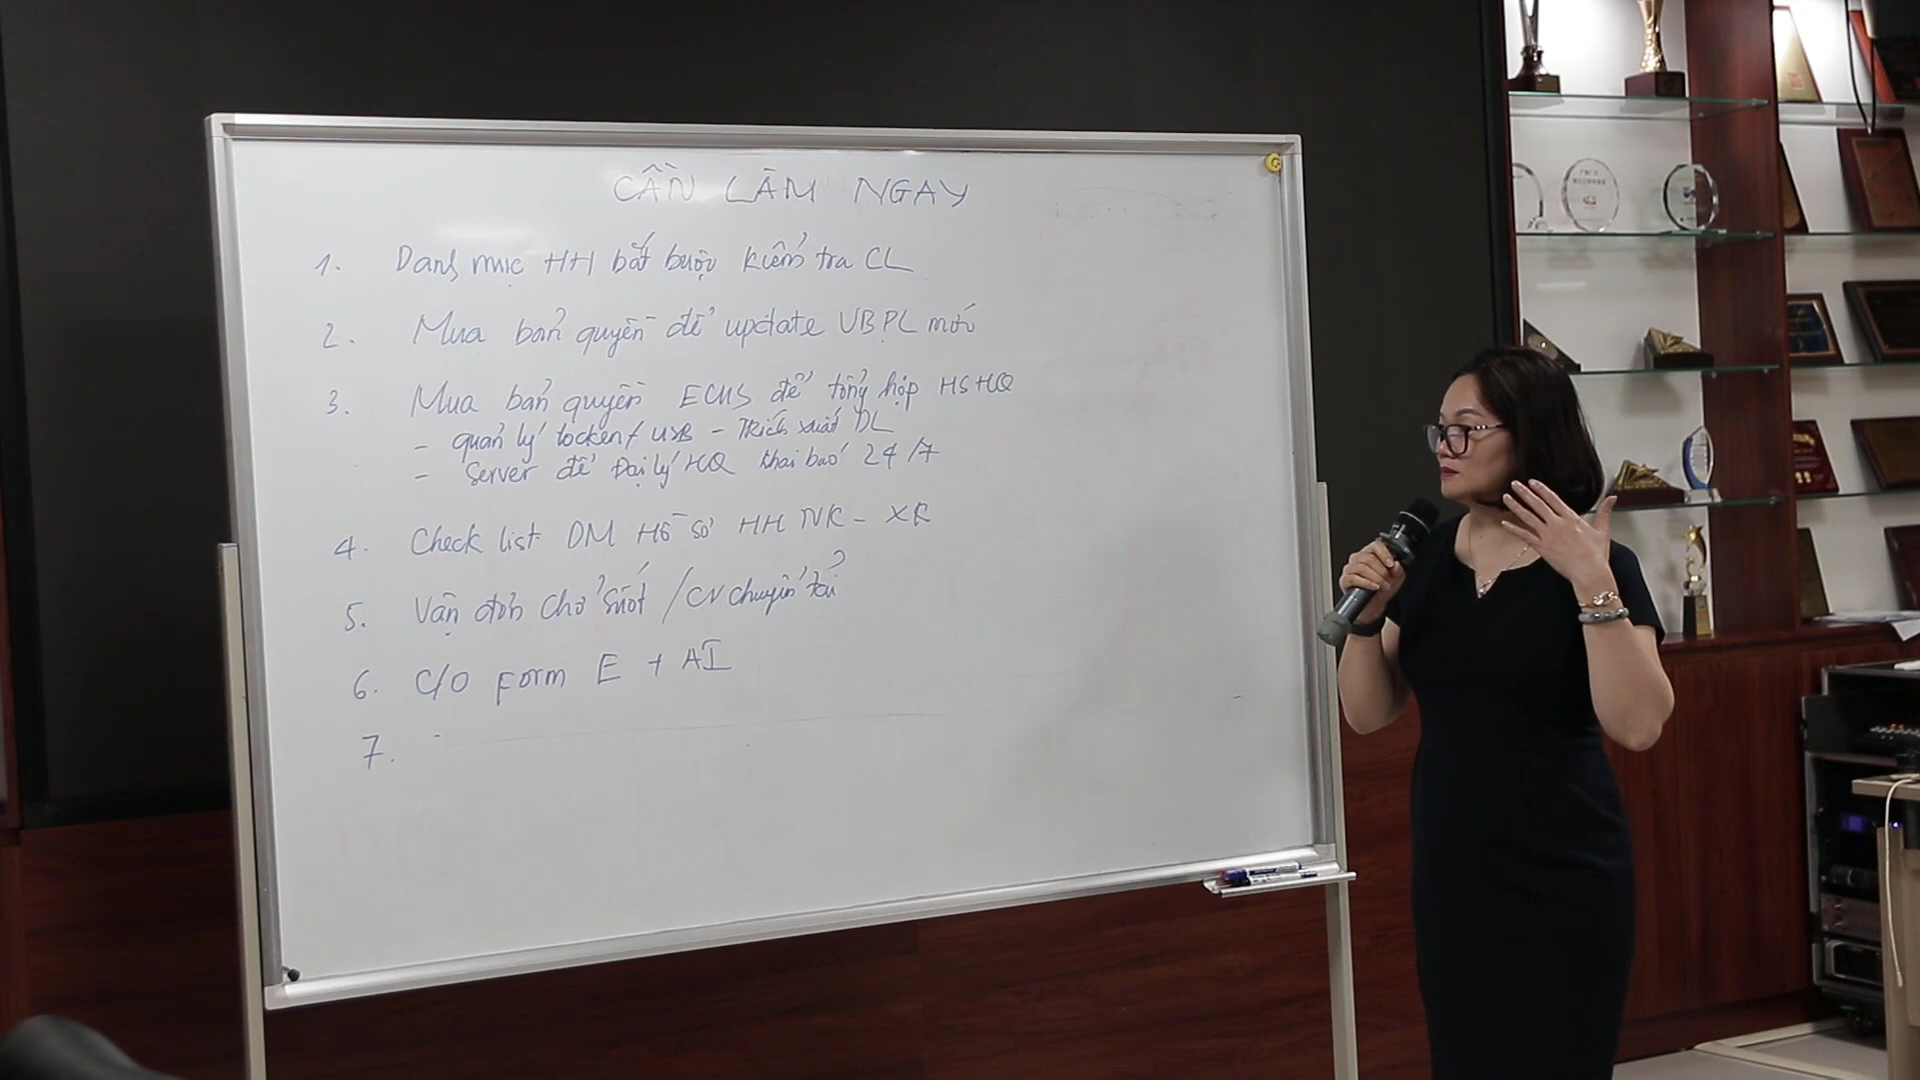 CẦN LÀM NGAY
1. Danh mục HH bắt buộc kiểm tra CL
2. Mua bản quyền để update VBPL mới
3. Mua bản quyền ECUS để tổng hợp HSHQ
- quản lý tocken/USB - Trích xuất DL
- Server để Đại lý HQ khai báo 24/7
4. Check list DM Hồ sơ HH NK - XK
5. Vận đơn chở suốt /CV chuyển tải
6. C/O Form E + AI
7.